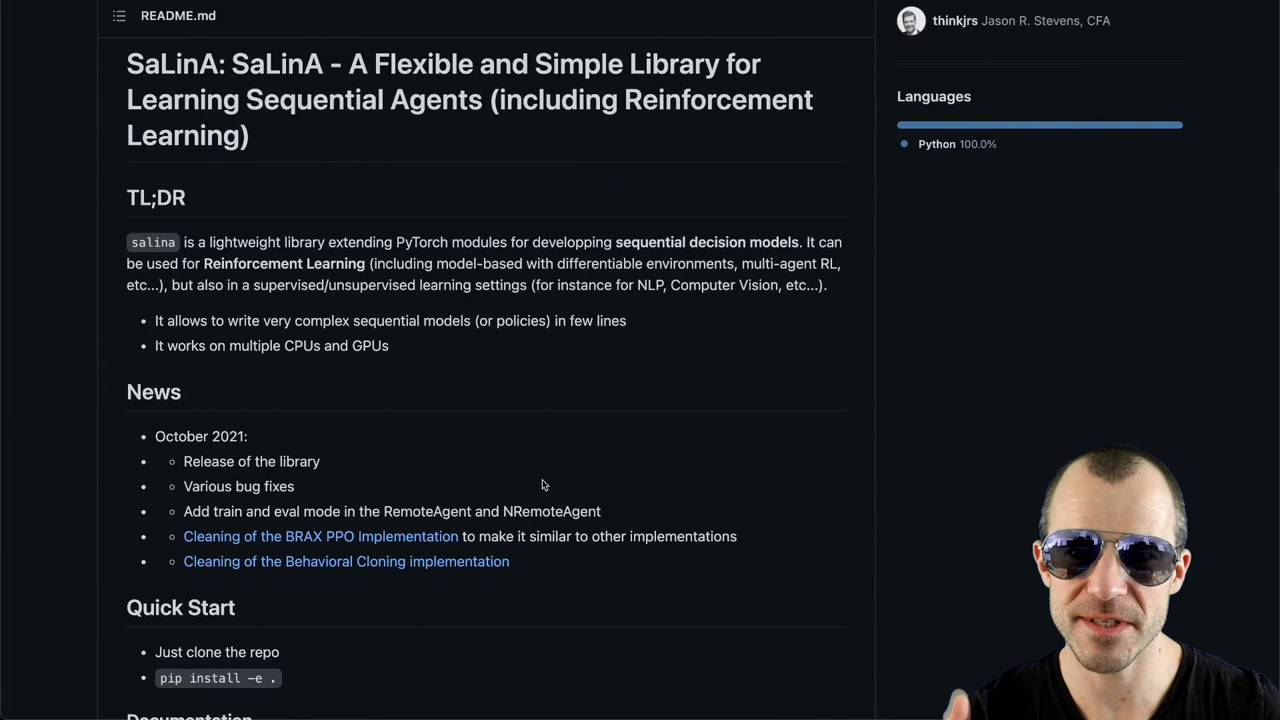 README.md
SaLinA: SaLinA - A Flexible and Simple Library for
Learning Sequential Agents (including Reinforcement
Learning)
TL;DR
salina is a lightweight library extending PyTorch modules for developping sequential decision models. It can
be used for Reinforcement Learning (including model-based with differentiable environments, multi-agent RL,
etc...), but also in a supervised/unsupervised learning settings (for instance for NLP, Computer Vision, etc...).
It allows to write very complex sequential models (or policies) in few lines
It works on multiple CPUs and GPUs
News
October 2021:
Release of the library
Various bug fixes
Add train and eval mode in the RemoteAgent and NRemoteAgent
Cleaning of the BRAX PPO Implementation to make it similar to other implementations
Cleaning of the Behavioral Cloning implementation
Quick Start
Just clone the repo
pip install -e .
Documentation
thinkjrs Jason R. Stevens, CFA
Languages
Python 100.0%